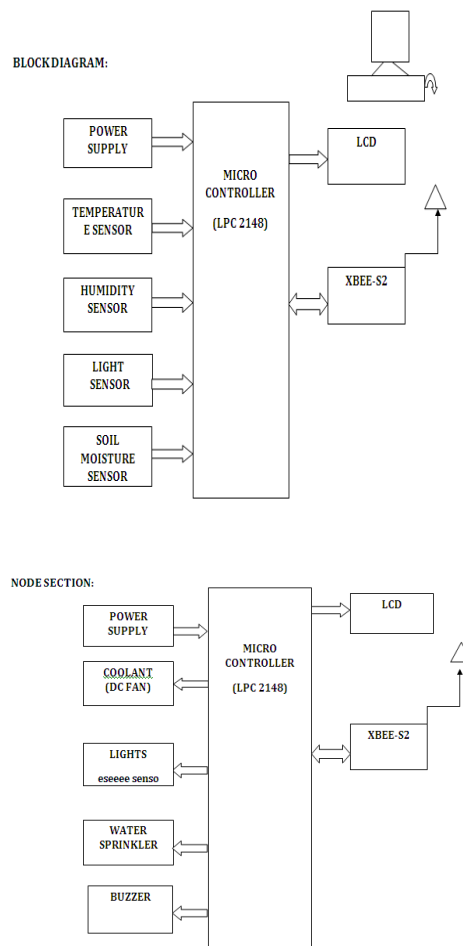 BLOCK DIAGRAM:
POWER
SUPPLY
TEMPERATUR
E SENSOR
HUMIDITY
SENSOR
LIGHT
SENSOR
SOIL
MOISTURE
SENSOR
MICRO
CONTROLLER
(LPC 2148)
LCD
XBEE-S2
NODE SECTION:
POWER
SUPPLY
COOLANT
(DC FAN)
LIGHTS
eseeee senso
WATER
SPRINKLER
BUZZER
MICRO
CONTROLLER
(LPC 2148)
LCD
XBEE-S2